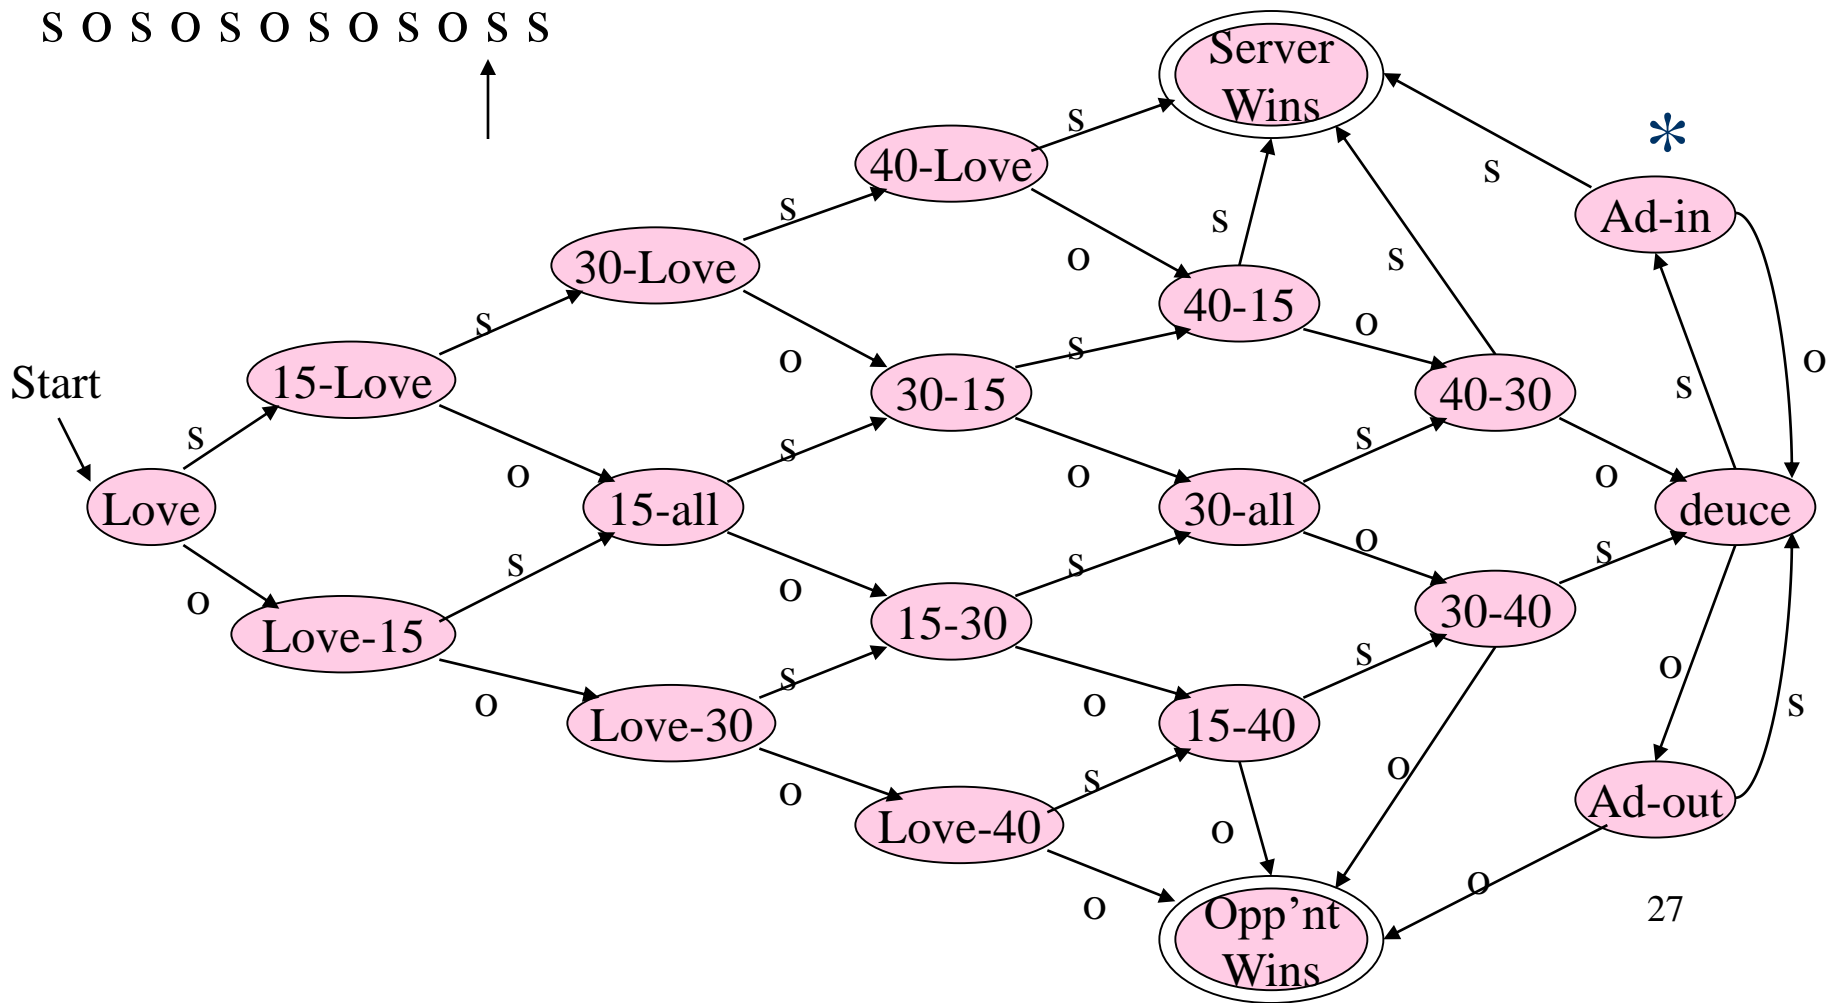 s o s o s o s o s o s s
Server
Wins
s
*
40-Love
s
s
s
Ad-in
30-Love
o
s
40-15
s
o
o
s
Start
15-Love
o
30-15
40-30
s
s
s
s
o
o
o
Love
15-all
30-all
deuce
s
o
s
s
o
o
Love-15
15-30
30-40
s
o
o
s
o
s
Love-30
15-40
s
o
o
Love-40
o
Ad-out
o
o
Opp'nt
Wins
27